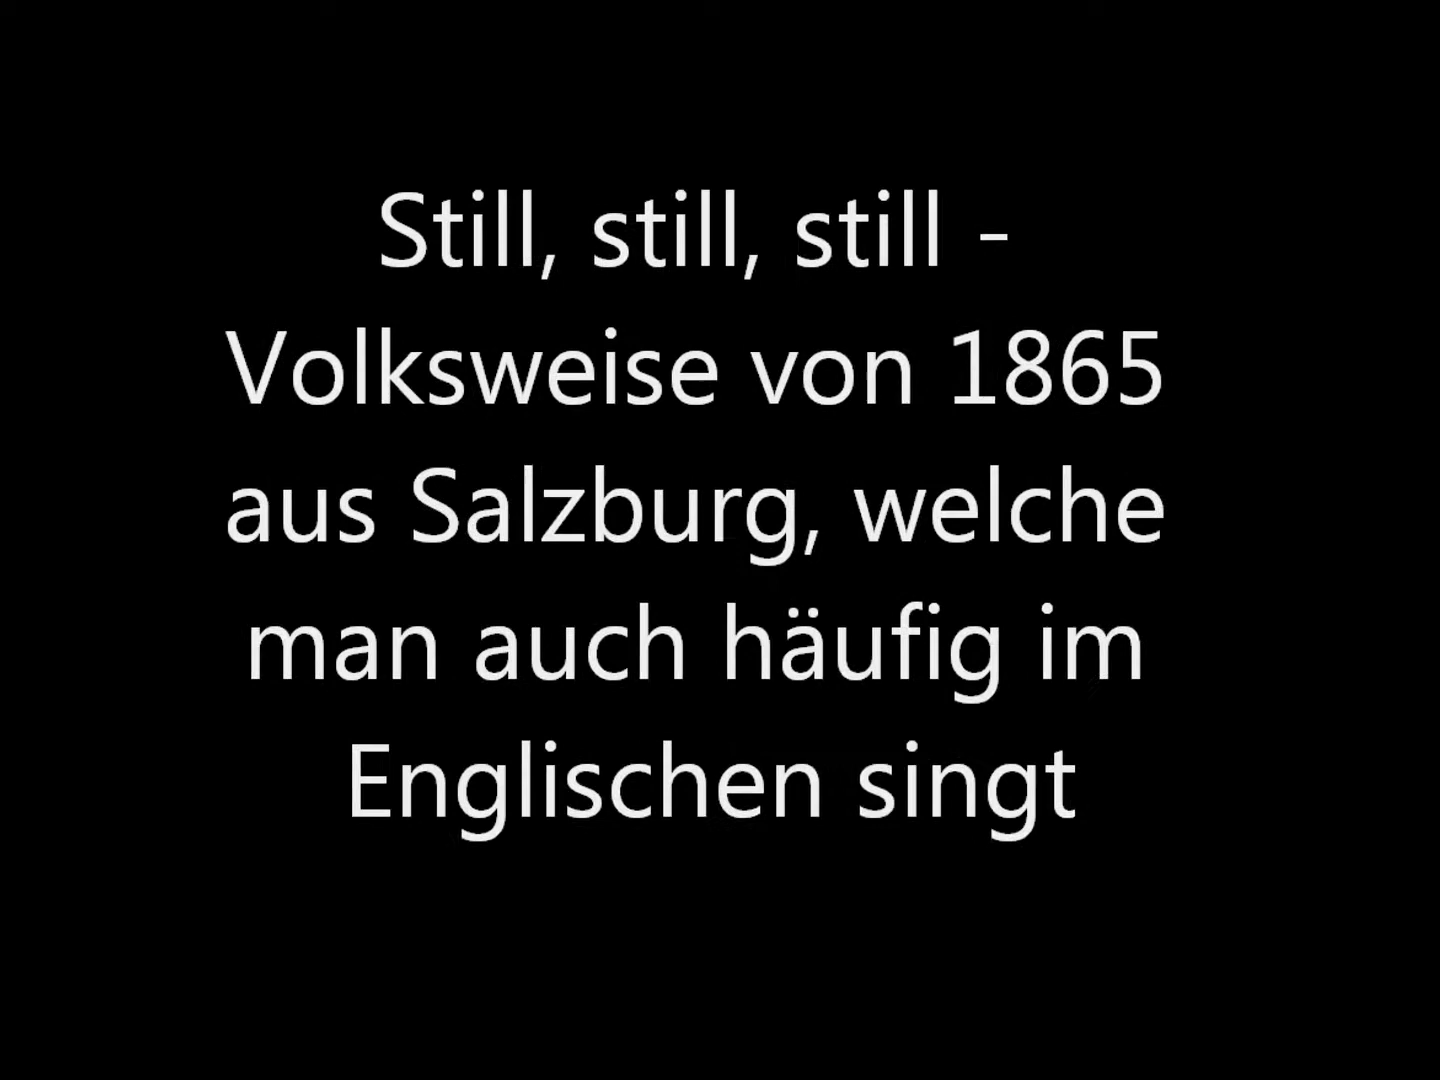 Still, still, still -
Volksweise von 1865
aus Salzburg, welche
man auch häufig im
Englischen singt